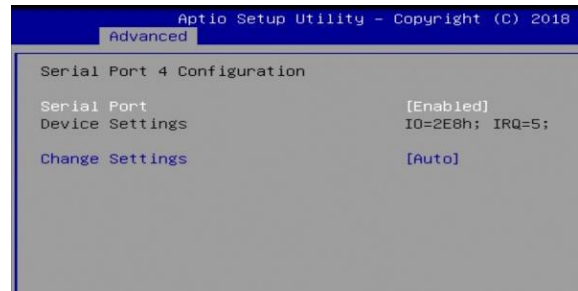 Aptio Setup Utility – Copyright (C) 2018
Advanced
Serial Port 4 Configuration
Serial Port [Enabled]
Device Settings IO=2E8h; IRQ=5;
Change Settings [Auto]